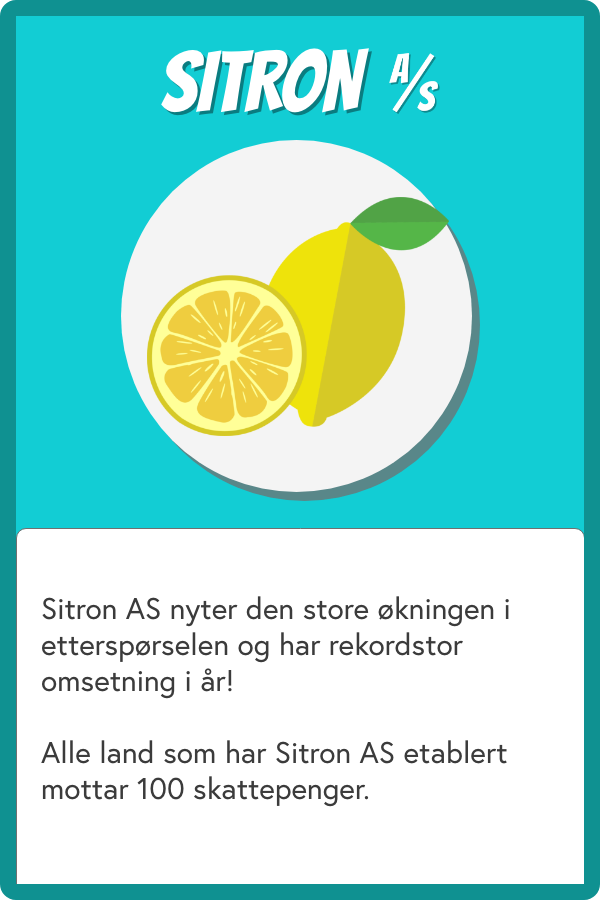 SITRON A/S
Sitron AS nyter den store økningen i
etterspørselen og har rekordstor
omsetning i år!
Alle land som har Sitron AS etablert
mottar 100 skattepenger.